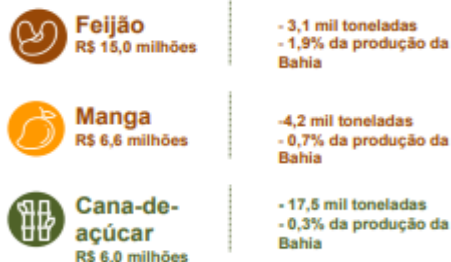 Feijão
R$ 15,0 milhões
- 3,1 mil toneladas
- 1,9% da produção da
Bahia
Manga
R$ 6,6 milhões
-4,2 mil toneladas
- 0,7% da produção da
Bahia
Cana-de-
açúcar
R$ 6,0 milhões
- 17,5 mil toneladas
- 0,3% da produção da
Bahia